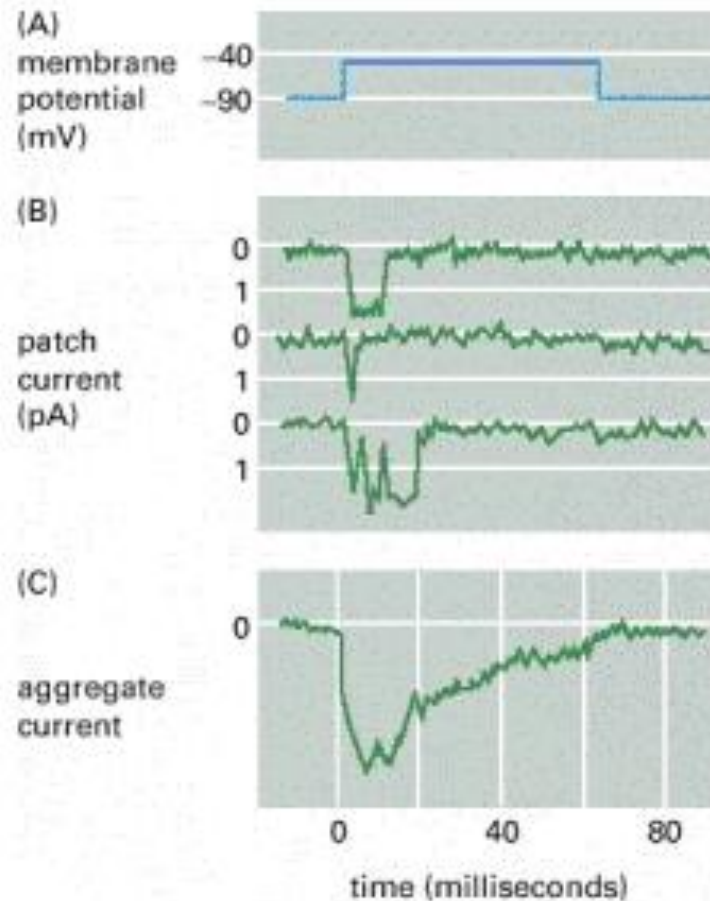 (A)
membrane
potential
(mV)
−40
−90
(B)
patch
current
(pA)
0
1
0
1
0
1
(C)
aggregate
current
0
0 40 80
time (milliseconds)